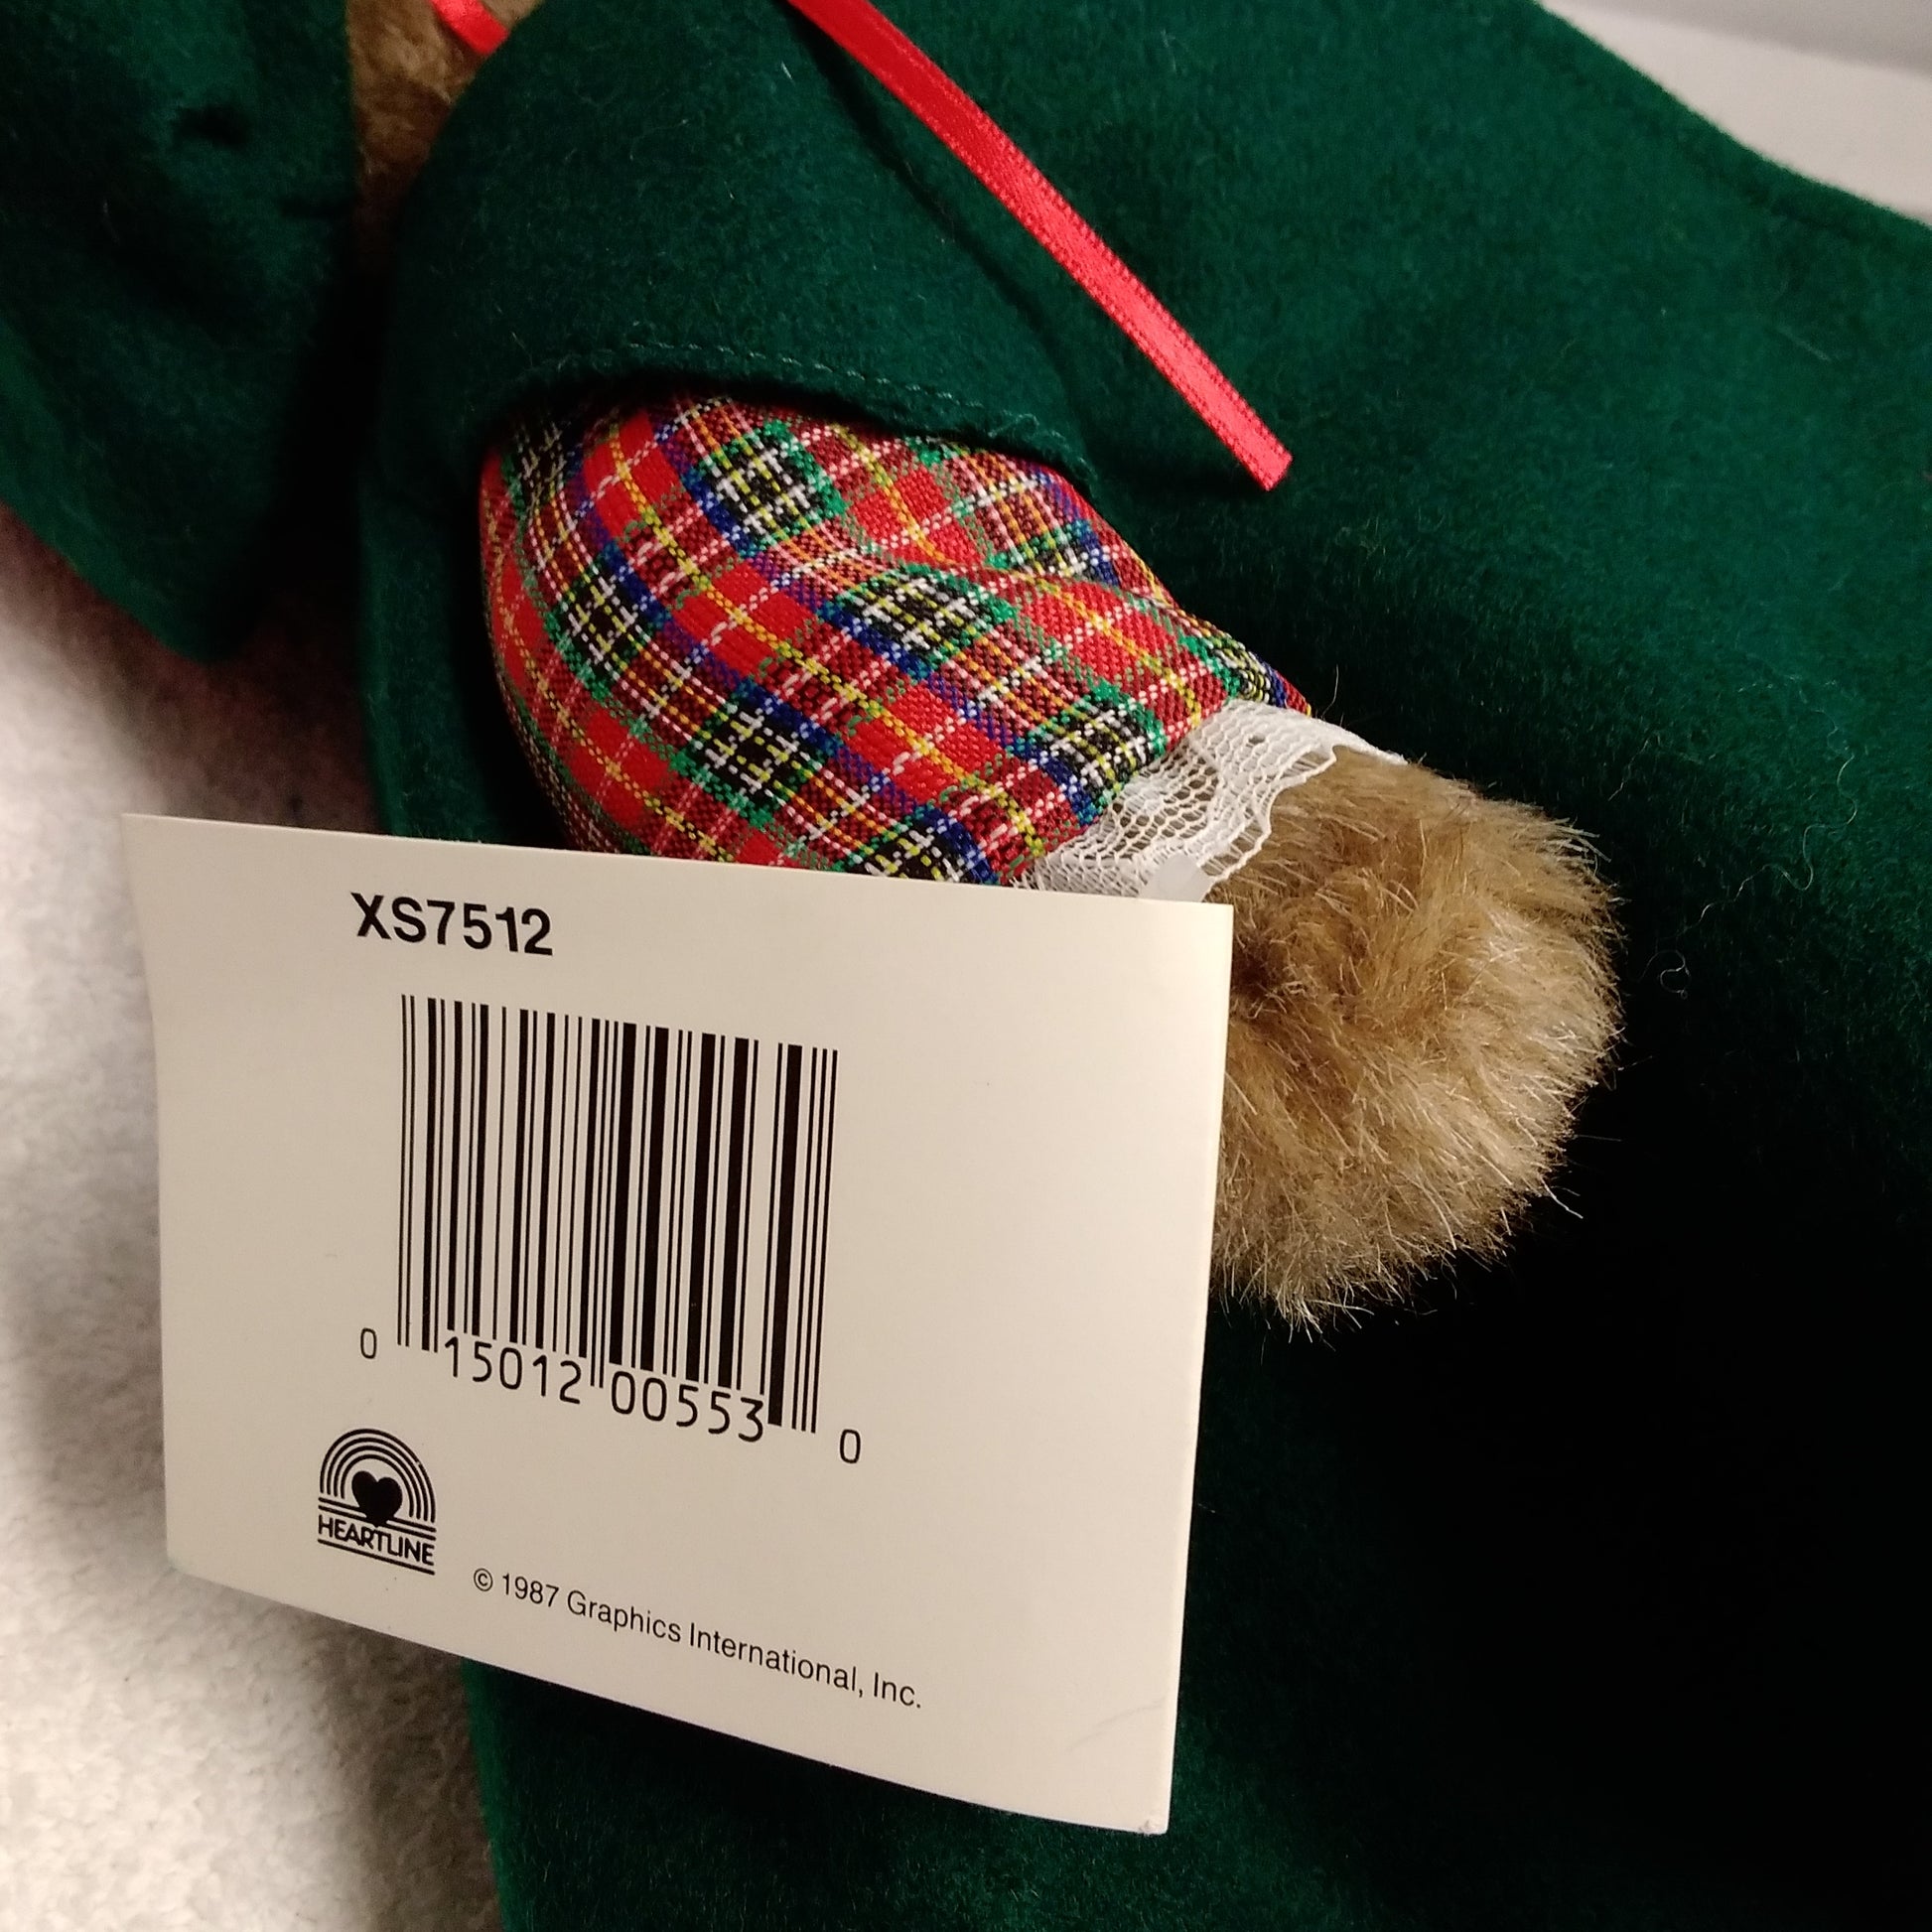 XS7512
0 15012 00553 0
HEARTLINE
© 1987 Graphics International, Inc.